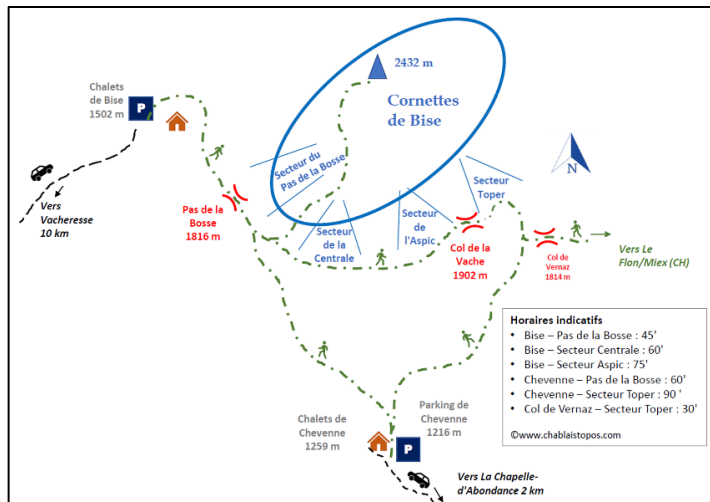 2432 m
Cornettes
de Bise
Chalets
de Bise
1502 m
P
Vers
Vacheresse
10 km
Pas de la
Bosse
1816 m
Secteur du
Pas de la Bosse
Secteur
de la
Centrale
Secteur
de
l'Aspic
Secteur
Toper
N
Col de la
Vache
1902 m
Col de
Vernaz
1814 m
Vers Le
Flon/Miex (CH)
Horaires indicatifs
• Bise – Pas de la Bosse : 45'
• Bise – Secteur Centrale : 60'
• Bise – Secteur Aspic : 75'
• Chevenne – Pas de la Bosse : 60'
• Chevenne – Secteur Toper : 90 '
• Col de Vernaz – Secteur Toper : 30'
©www.chablaistopos.com
Chalets de
Chevenne
1259 m
Parking de
Chevenne
1216 m
P
Vers La Chapelle-
d'Abondance 2 km